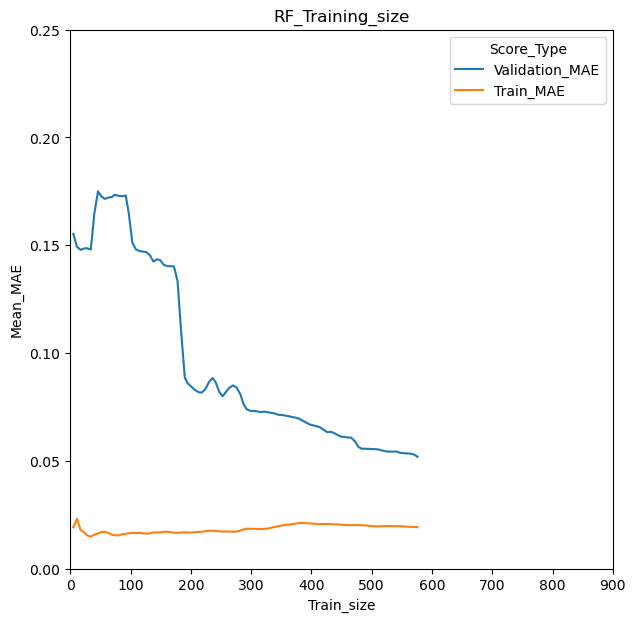 RF_Training_size
Score_Type
Validation_MAE
Train_MAE
Mean_MAE
0.25
0.20
0.15
0.10
0.05
0.00
0 100 200 300 400 500 600 700 800 900
Train_size